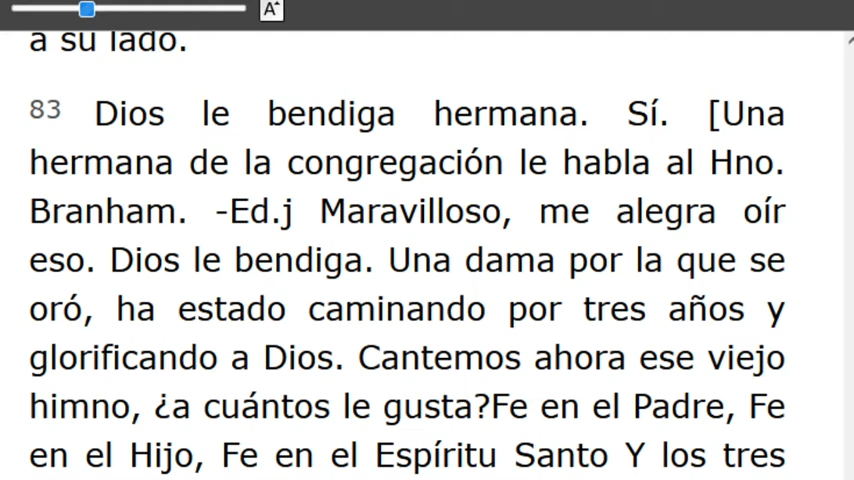 A
a su lado.
83 Dios le bendiga hermana. Sí. [Una
hermana de la congregación le habla al Hno.
Branham. -Ed.j Maravilloso, me alegra oír
eso. Dios le bendiga. Una dama por la que se
oró, ha estado caminando por tres años y
glorificando a Dios. Cantemos ahora ese viejo
himno, ¿a cuántos le gusta?Fe en el Padre, Fe
en el Hijo, Fe en el Espíritu Santo Y los tres